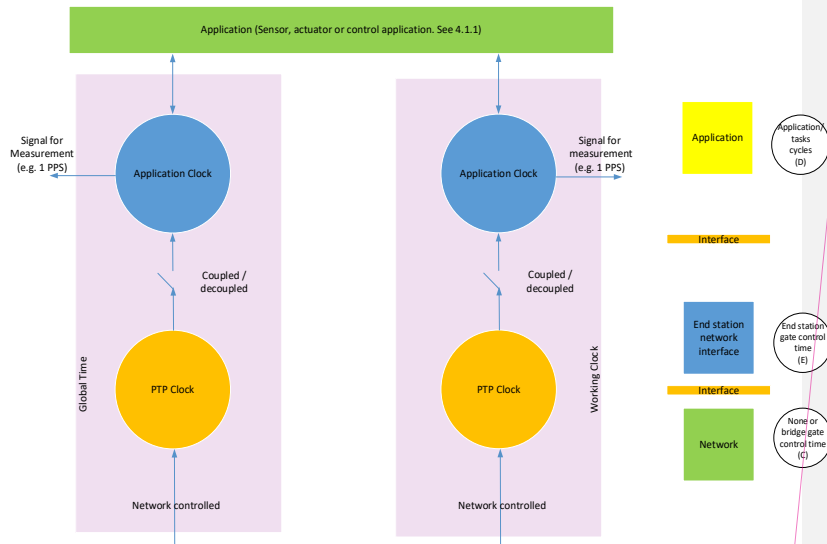 Application (Sensor, actuator or control application. See 4.1.1)
Signal for
Measurement
(e.g. 1 PPS)
Application Clock
Coupled /
decoupled
PTP Clock
Global Time
Network controlled
Application Clock
Signal for
measurement
(e.g. 1 PPS)
Coupled /
decoupled
PTP Clock
Working Clock
Network controlled
Application
Application/
tasks
cycles
(D)
Interface
End station
network
interface
End station
gate control
time
(E)
Interface
Network
None or
bridge gate
control time
(C)